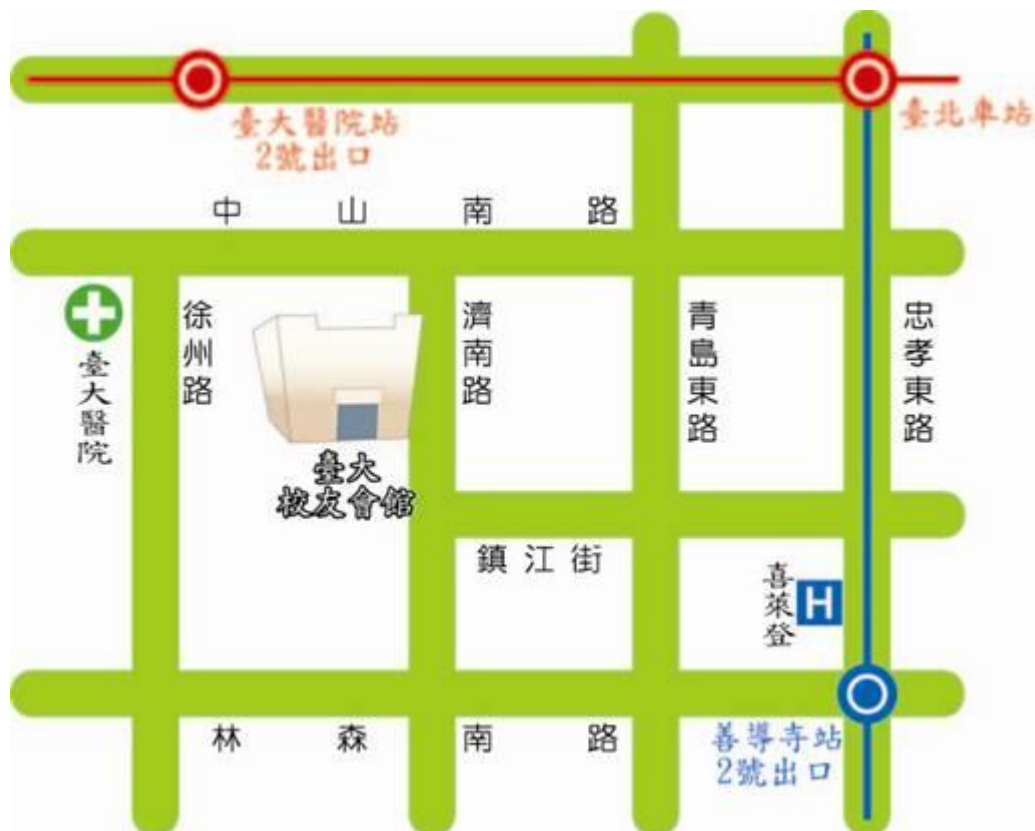 臺大醫院站
2號出口
臺北車站
中山南路
臺大醫院
徐州路
濟南路
青島東路
忠孝東路
臺大
校友會館
鎮江街
喜萊登
H
林森南路
善導寺站
2號出口